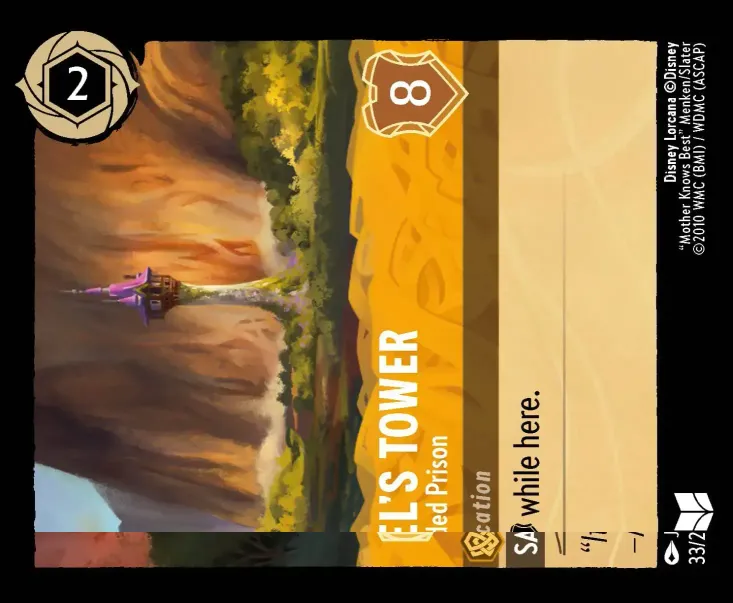 2
8
EL'S TOWER
ded Prison
cation
SA
while here.
"I
33/2
J
Disney Lorcana ©Disney
"Mother Knows Best" Menken/Slater
©2010 WMC (BMI) / WDMC (ASCAP)